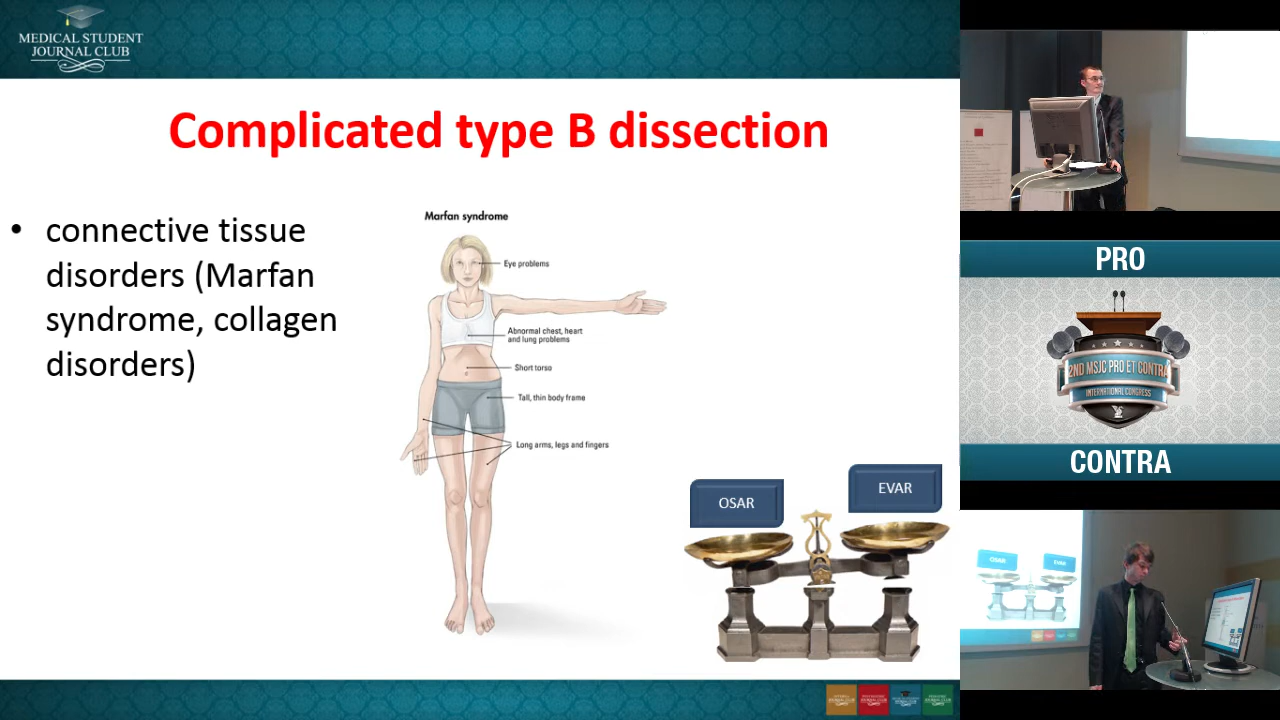 MEDICAL STUDENT
JOURNAL CLUB
Complicated type B dissection
• connective tissue
disorders (Marfan
syndrome, collagen
disorders)
Marfan syndrome
Eye problems
Abnormal chest, heart
and lung problems
Short torso
Tall, thin body frame
Long arms, legs and fingers
OSAR
EVAR
PRO
2ND MSJC PRO ET CONTRA
INTERNATIONAL CONGRESS
CONTRA
OSAR
EVAR